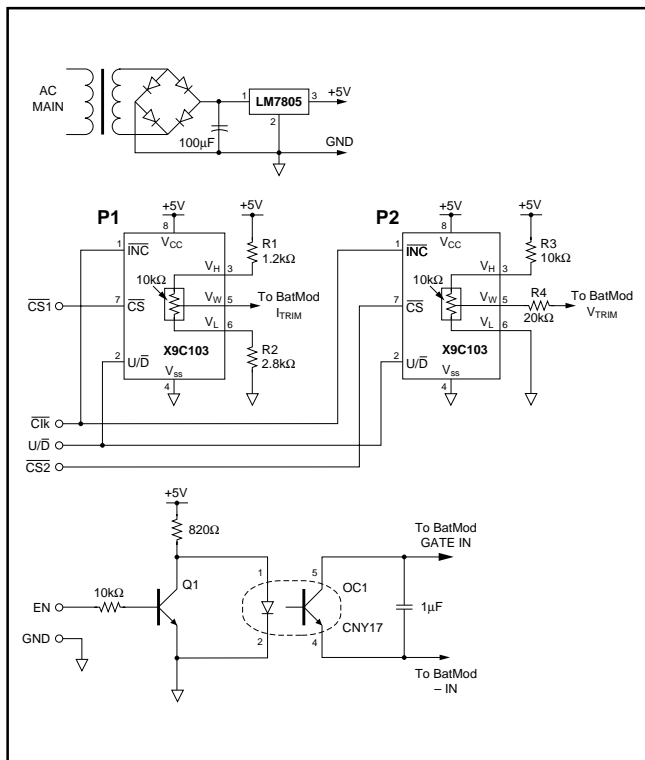 AC
MAIN
1
LM7805
3
+5V
2
100µF
GND
P1
+5V
8
VCC
1
INC
10kΩ
VH
3
R1
1.2kΩ
CS1
7
CS
VW
5
To BatMod
ITRIM
VL
6
X9C103
2
U/D
VSS
4
R2
2.8kΩ
+5V
P2
+5V
8
VCC
1
INC
10kΩ
VH
3
R3
10kΩ
+5V
7
CS
VW
5
R4
20kΩ
To BatMod
VTRIM
VL
6
X9C103
2
U/D
VSS
4
Clk
U/D
CS2
+5V
820Ω
EN
10kΩ
Q1
GND
1
2
OC1
CNY17
5
4
To BatMod
GATE IN
1µF
To BatMod
– IN